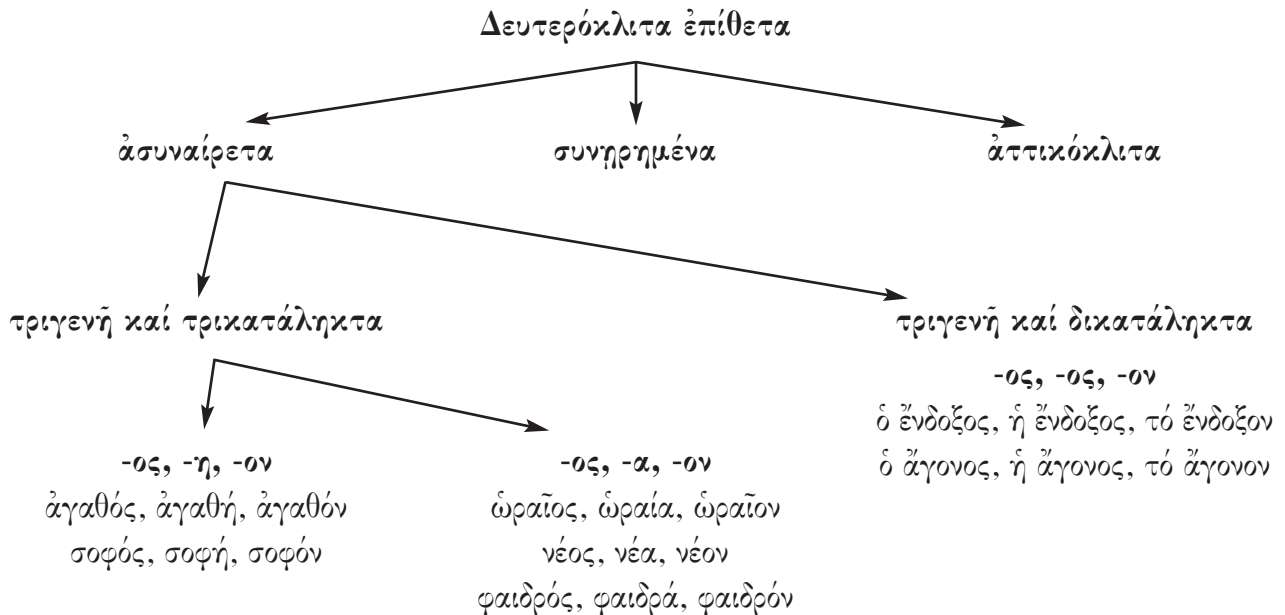 Δευτερόκλιτα ἐπίθετα
ἀσυναίρετα συνῃρημένα ἀττικόκλιτα
τριγενῆ καί τρικατάληκτα
τριγενῆ καί δικατάληκτα
-ος, -ος, -ον
ὁ ἔνδοξος, ἡ ἔνδοξος, τό ἔνδοξον
ὁ ἄγονος, ἡ ἄγονος, τό ἄγονον
-ος, -η, -ον
ἀγαθός, ἀγαθή, ἀγαθόν
σοφός, σοφή, σοφόν
-ος, -α, -ον
ὡραῖος, ὡραία, ὡραῖον
νέος, νέα, νέον
φαιδρός, φαιδρά, φαιδρόν